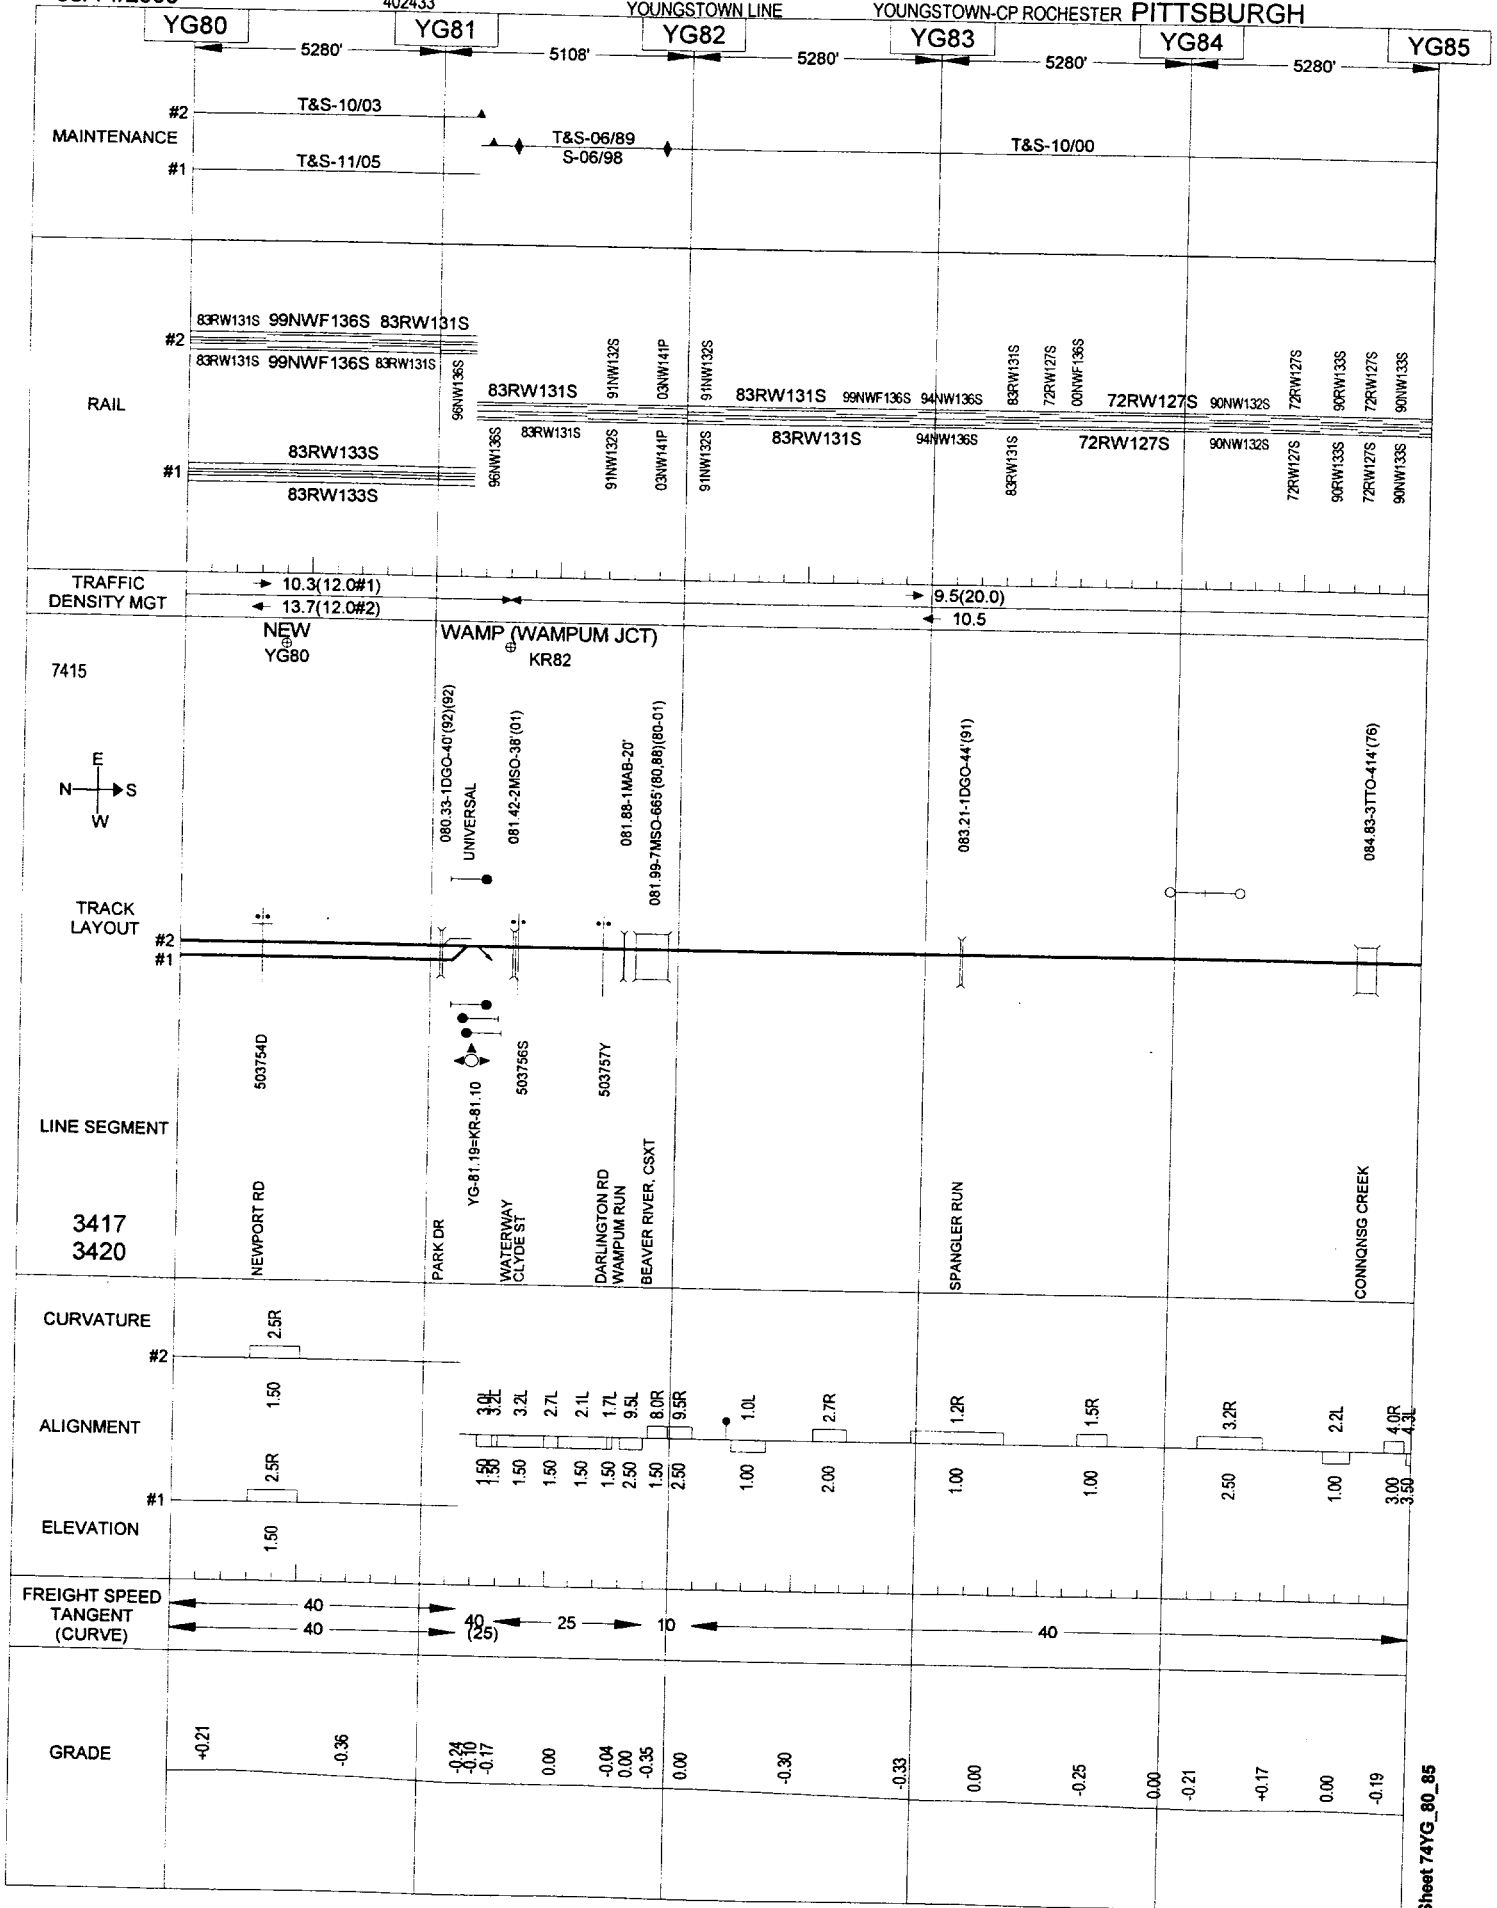 402433
YOUNGSTOWN LINE
YOUNGSTOWN-CP ROCHESTER PITTSBURGH
YG80
YG81
YG82
YG83
YG84
YG85
5280'
5108'
5280'
5280'
5280'
MAINTENANCE
#2
T&S-10/03
T&S-06/89
S-06/98
T&S-10/00
#1
T&S-11/05
RAIL
#2
83RW131S 99NWF136S 83RW131S
83RW131S 99NWF136S 83RW131S
#1
83RW133S
83RW133S
96NW136S
96NW136S
83RW131S
83RW131S
91NW132S
91NW132S
03NW141P
03NW141P
91NW132S
91NW132S
83RW131S
83RW131S
99NWF136S
94NW136S
94NW136S
83RW131S
83RW131S
72RW127S
00NWF136S
72RW127S
72RW127S
90NW132S
90NW132S
72RW127S
72RW127S
90RW133S
90RW133S
72RW127S
72RW127S
90NW133S
90NW133S
TRAFFIC
DENSITY MGT
10.3(12.0#1)
13.7(12.0#2)
9.5(20.0)
10.5
7415
NEW
YG80
WAMP (WAMPUM JCT)
KR82
E
N
S
W
080.33-1DGO-40'(92)(92)
UNIVERSAL
081.42-2MSO-38'(01)
081.88-1MAB-20'
081.99-7MSO-665'(80,88)(80-01)
083.21-1DGO-44'(91)
084.83-3TTO-414'(76)
TRACK
LAYOUT
#2
#1
503754D
YG-81.19=KR-81.10
503756S
503757Y
LINE SEGMENT
3417
3420
NEWPORT RD
PARK DR
WATERWAY
CLYDE ST
DARLINGTON RD
WAMPUM RUN
BEAVER RIVER, CSXT
SPANGLER RUN
CONNQNSG CREEK
CURVATURE
#2
2.5R
1.50
ALIGNMENT
#1
2.5R
1.50
ELEVATION
3.0L
3.2L
3.2L
2.7L
2.1L
1.7L
9.5L
8.0R
9.5R
1.0L
2.7R
1.2R
1.5R
3.2R
2.2L
4.0R
4.3L
1.50
1.50
1.50
1.50
1.50
1.50
2.50
1.50
2.50
1.00
2.00
1.00
1.00
2.50
1.00
3.00
3.50
FREIGHT SPEED
TANGENT
(CURVE)
40
40
40
(25)
25
10
40
GRADE
+0.21
-0.36
-0.24
-0.10
-0.17
0.00
-0.04
0.00
-0.35
0.00
-0.30
-0.33
0.00
-0.25
0.00
-0.21
+0.17
0.00
-0.19
Sheet 74YG_80_85